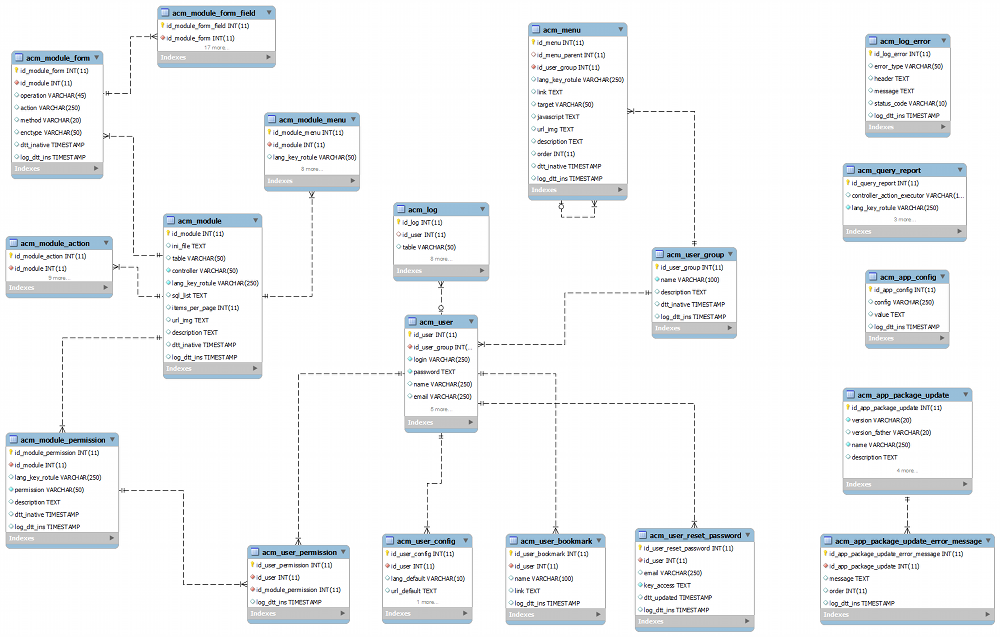 acm_module_form_field
id_module_form_field INT(11)
id_module_form INT(11)
17 more...
Indexes
acm_module_form
id_module_form INT(11)
id_module INT(11)
operation VARCHAR(45)
action VARCHAR(250)
method VARCHAR(20)
enctype VARCHAR(50)
dtt_inative TIMESTAMP
log_dtt_ins TIMESTAMP
Indexes
acm_module_menu
id_module_menu INT(11)
id_module INT(11)
lang_key_rotule VARCHAR(50)
8 more...
Indexes
acm_module_action
id_module_action INT(11)
id_module INT(11)
9 more...
Indexes
acm_module
id_module INT(11)
ini_file TEXT
table VARCHAR(50)
controller VARCHAR(50)
lang_key_rotule VARCHAR(250)
sql_list TEXT
items_per_page INT(11)
url_img TEXT
description TEXT
dtt_inative TIMESTAMP
log_dtt_ins TIMESTAMP
Indexes
acm_module_permission
id_module_permission INT(11)
id_module INT(11)
lang_key_rotule VARCHAR(250)
permission VARCHAR(50)
description TEXT
dtt_inative TIMESTAMP
log_dtt_ins TIMESTAMP
Indexes
acm_user_permission
id_user_permission INT(11)
id_user INT(11)
id_module_permission INT(11)
log_dtt_ins TIMESTAMP
Indexes
acm_menu
id_menu INT(11)
id_menu_parent INT(11)
id_user_group INT(11)
lang_key_rotule VARCHAR(250)
link TEXT
target VARCHAR(50)
javascript TEXT
url_img TEXT
description TEXT
order INT(11)
dtt_inative TIMESTAMP
log_dtt_ins TIMESTAMP
Indexes
acm_log
id_log INT(11)
id_user INT(11)
table VARCHAR(50)
8 more...
Indexes
acm_user_group
id_user_group INT(11)
name VARCHAR(100)
description TEXT
dtt_inative TIMESTAMP
log_dtt_ins TIMESTAMP
Indexes
acm_user
id_user INT(11)
id_user_group INT(...
login VARCHAR(250)
password TEXT
name VARCHAR(250)
email VARCHAR(250)
5 more...
Indexes
acm_user_config
id_user_config INT(11)
id_user INT(11)
lang_default VARCHAR(10)
url_default TEXT
1 more...
Indexes
acm_user_bookmark
id_user_bookmark INT(11)
id_user INT(11)
name VARCHAR(100)
link TEXT
log_dtt_ins TIMESTAMP
Indexes
acm_user_reset_password
id_user_reset_password INT(11)
id_user INT(11)
email VARCHAR(250)
key_access TEXT
dtt_updated TIMESTAMP
log_dtt_ins TIMESTAMP
Indexes
acm_log_error
id_log_error INT(11)
error_type VARCHAR(50)
header TEXT
message TEXT
status_code VARCHAR(10)
log_dtt_ins TIMESTAMP
Indexes
acm_query_report
id_query_report INT(11)
controller_action_executor VARCHAR(1...
lang_key_rotule VARCHAR(250)
3 more...
Indexes
acm_app_config
id_app_config INT(11)
config VARCHAR(250)
value TEXT
log_dtt_ins TIMESTAMP
Indexes
acm_app_package_update
id_app_package_update INT(11)
version VARCHAR(20)
version_father VARCHAR(20)
name VARCHAR(250)
description TEXT
4 more...
Indexes
acm_app_package_update_error_message
id_app_package_update_error_message INT(11)
id_app_package_update INT(11)
message TEXT
order INT(11)
log_dtt_ins TIMESTAMP
Indexes